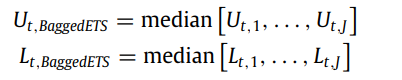 U_{t,BaggedETS} = median [U_{t,1}, . . . , U_{t,J}]
L_{t,BaggedETS} = median [L_{t,1}, . . . , L_{t,J}]